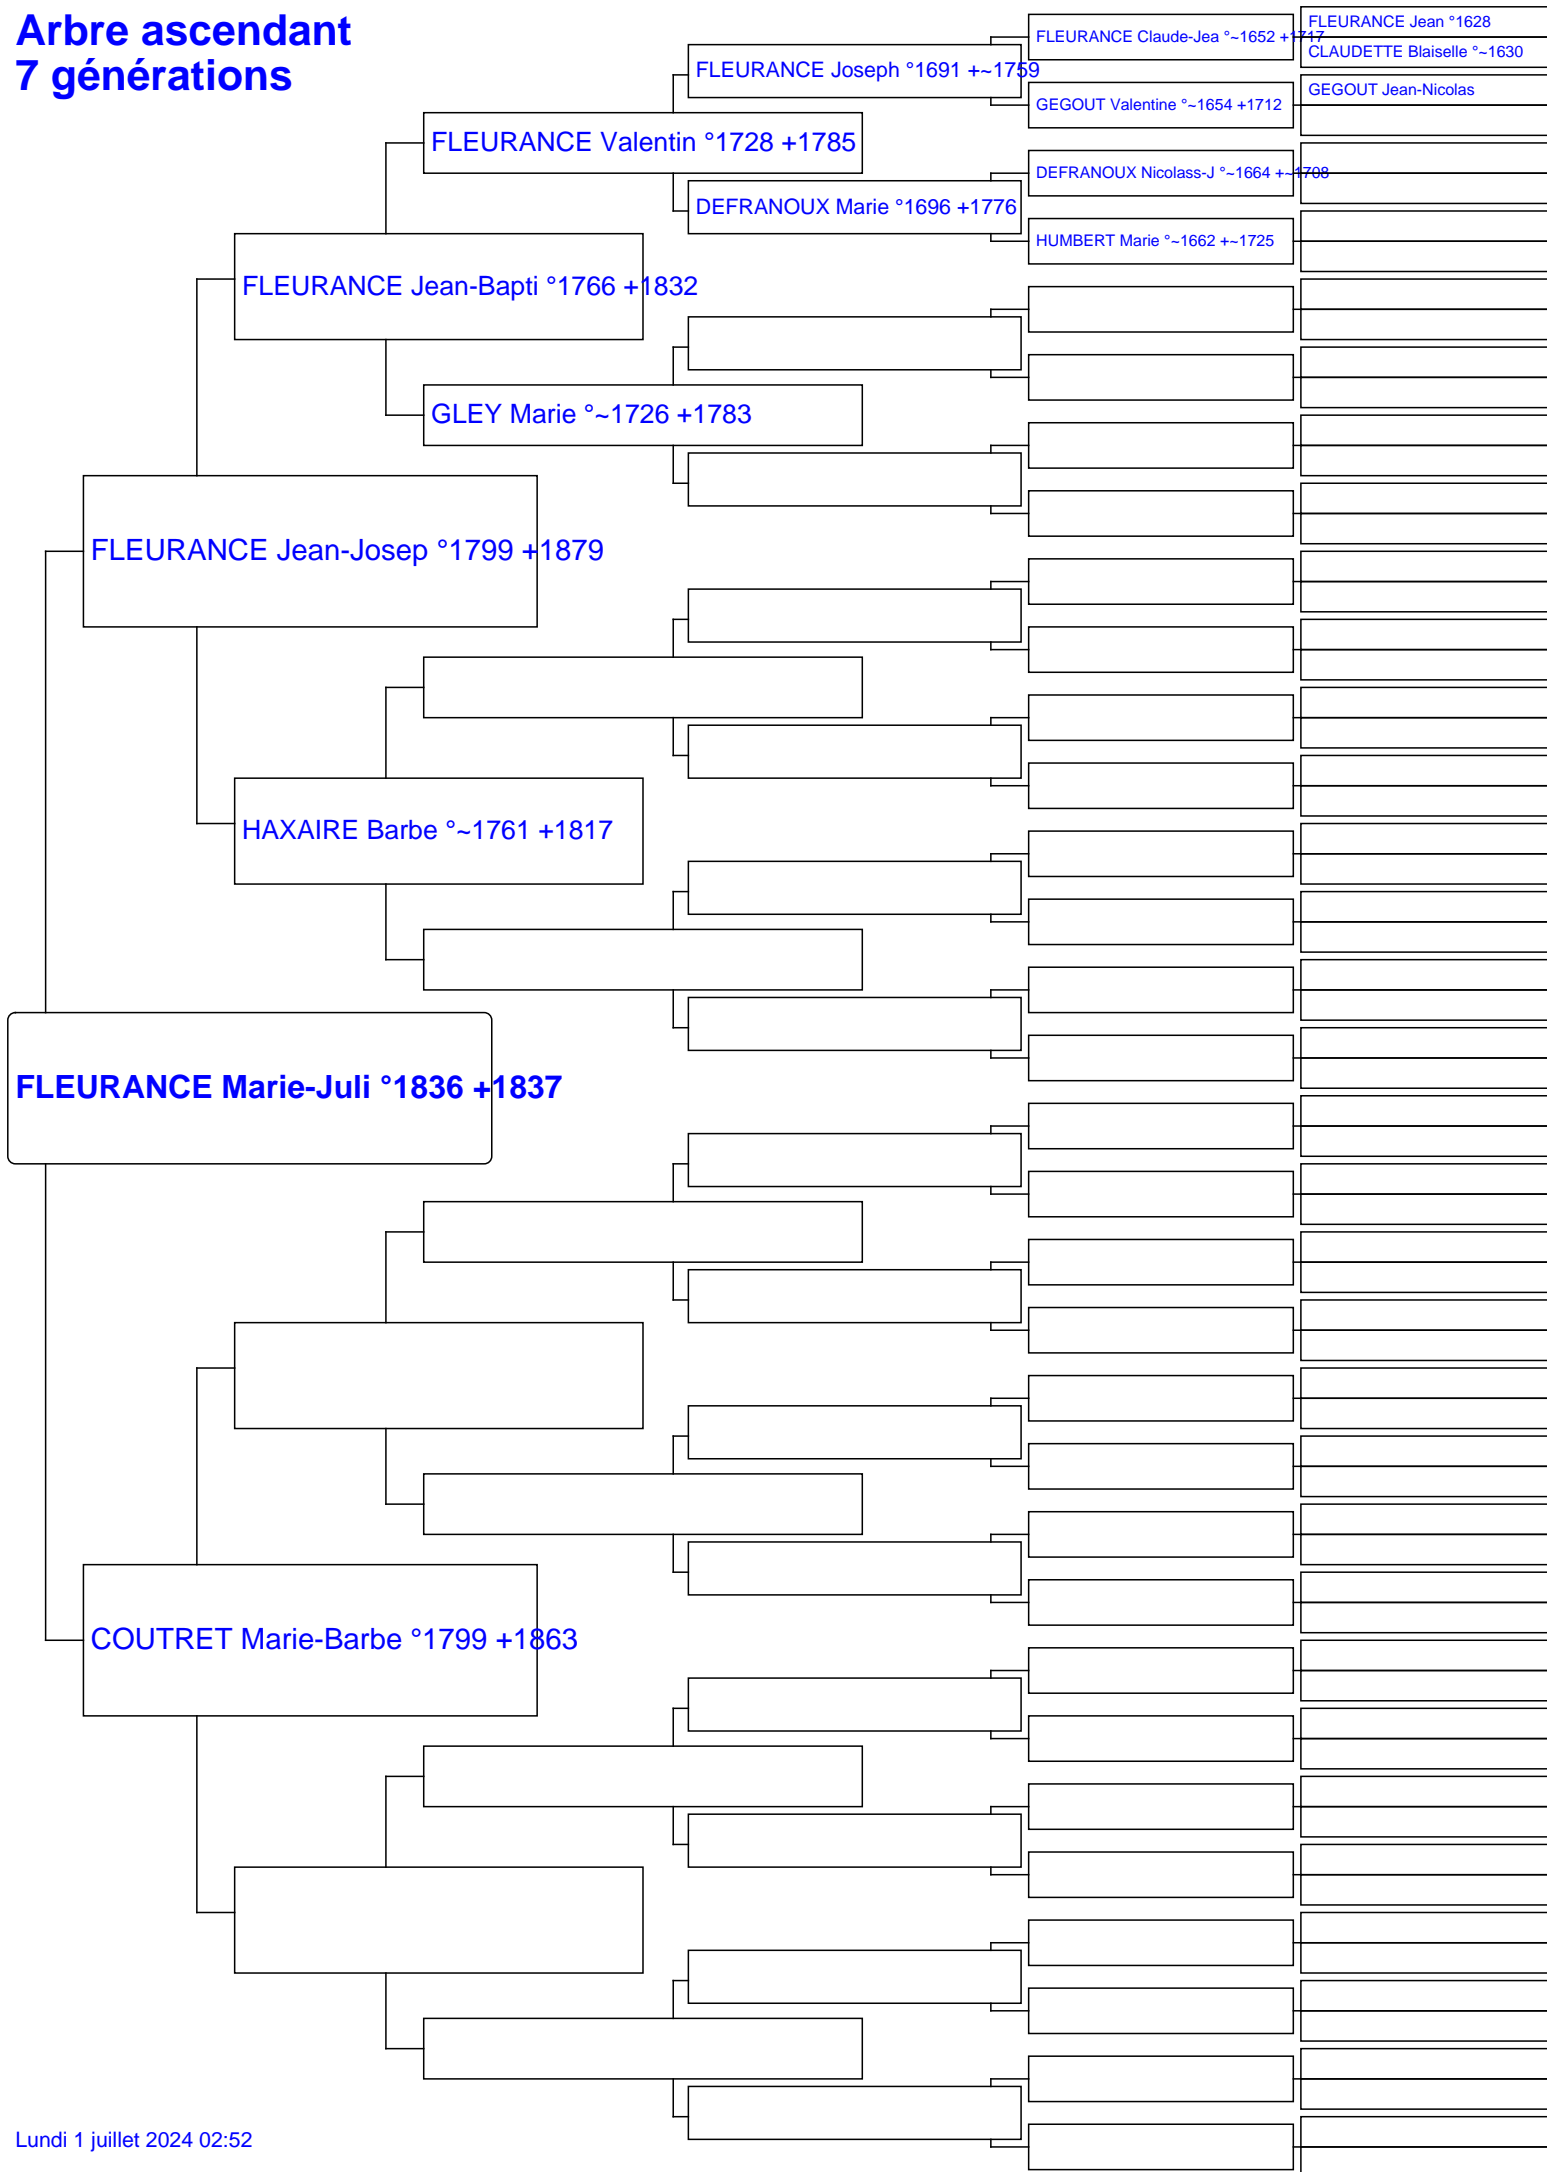 Arbre ascendant
7 générations
FLEURANCE Jean °1628
FLEURANCE Claude-Jea °~1652 +1717
CLAUDETTE Blaiselle °~1630
FLEURANCE Joseph °1691 +~1759
GEGOUT Jean-Nicolas
GEGOUT Valentine °~1654 +1712
FLEURANCE Valentin °1728 +1785
DEFRANOUX Nicolass-J °~1664 +~1708
DEFRANOUX Marie °1696 +1776
HUMBERT Marie °~1662 +~1725
FLEURANCE Jean-Bapti °1766 +1832
GLEY Marie °~1726 +1783
FLEURANCE Jean-Josep °1799 +1879
HAXAIRE Barbe °~1761 +1817
FLEURANCE Marie-Juli °1836 +1837
COUTRET Marie-Barbe °1799 +1863
Lundi 1 juillet 2024 02:52